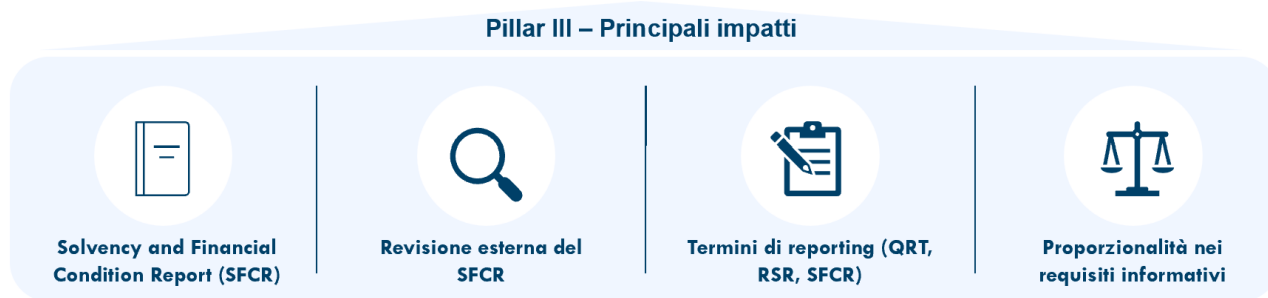 Pillar III – Principali impatti
Solvency and Financial
Condition Report (SFCR)
Revisione esterna del
SFCR
Termini di reporting (QRT,
RSR, SFCR)
Proporzionalità nei
requisiti informativi